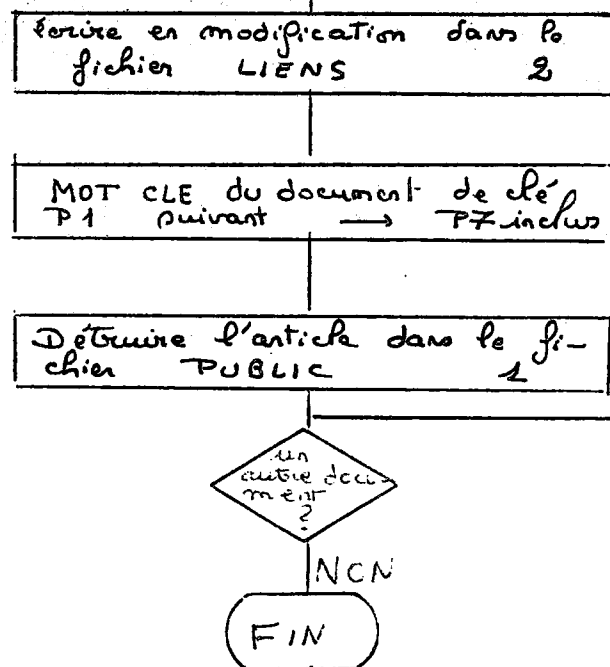 écrire en modification dans le
fichier LIENS 2
MOT CLE du document de clé
P1 suivant → P7 inclus
Détruire l'article dans le fi-
chier PUBLIC 1
un
autre docu-
ment
?
NON
FIN